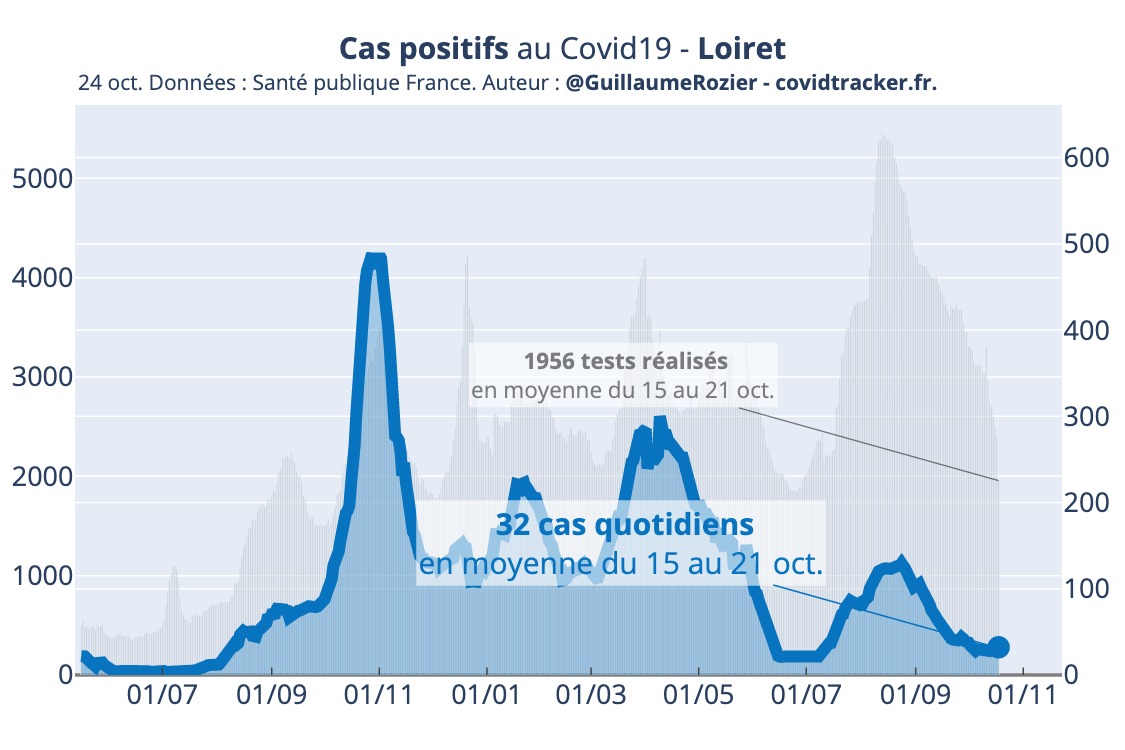 Cas positifs au Covid19 - Loiret
24 oct. Données : Santé publique France. Auteur : @GuillaumeRozier - covidtracker.fr.
600
5000
500
4000
400
1956 tests réalisés
en moyenne du 15 au 21 oct.
3000
300
2000
200
32 cas quotidiens
en moyenne du 15 au 21 oct.
1000
100
0
0
01/07 01/09 01/11 01/01 01/03 01/05 01/07 01/09 01/11